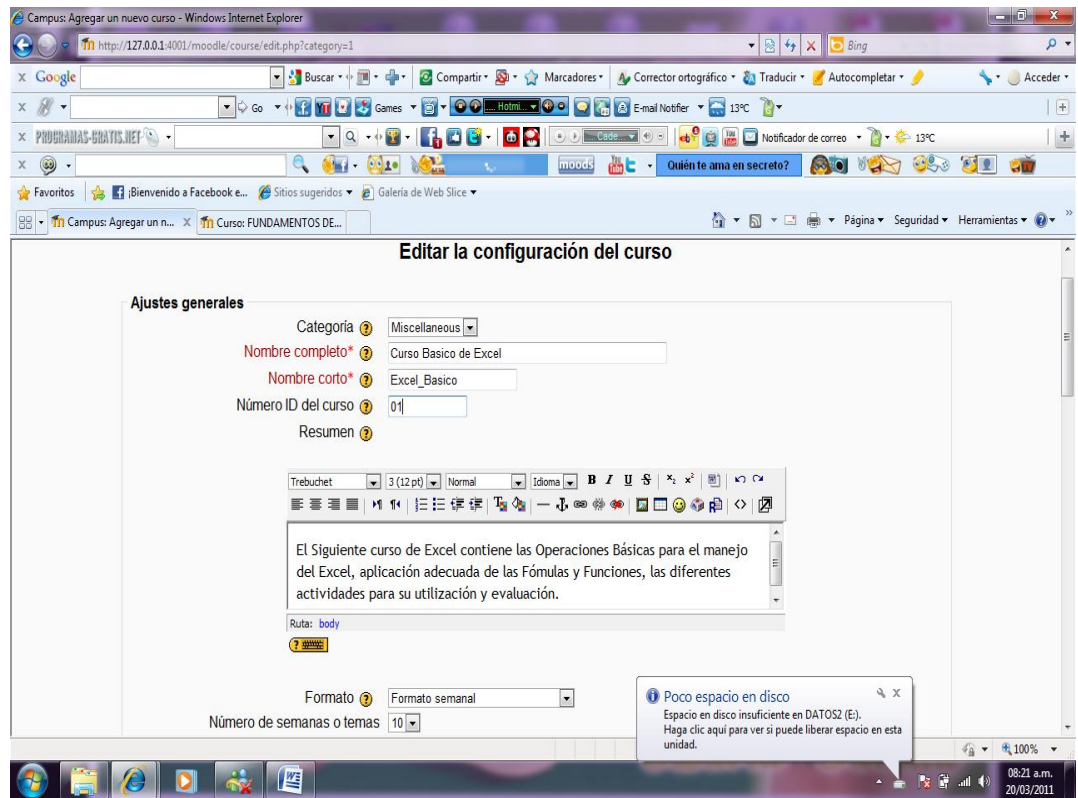 Campus: Agregar un nuevo curso - Windows Internet Explorer
http://127.0.0.1:4001/moodle/course/edit.php?category=1
Bing
x Google Buscar Compartir Marcadores Corrector ortográfico Traducir Autocompletar Acceder
x Go Games Hotmi... E-mail Notifier 13ºC
x PROGRAMAS-GRATIS.NET Cade... Notificador de correo 13ºC
x moods Quién te ama en secreto?
Favoritos ¡Bienvenido a Facebook e... Sitios sugeridos Galería de Web Slice
Campus: Agregar un n... X Curso: FUNDAMENTOS DE... Página Seguridad Herramientas
Editar la configuración del curso
Ajustes generales
Categoría Miscellaneous
Nombre completo* Curso Basico de Excel
Nombre corto* Excel_Basico
Número ID del curso 01
Resumen
Trebuchet 3 (12 pt) Normal Idioma B I U S x₂ x²
El Siguiente curso de Excel contiene las Operaciones Básicas para el manejo
del Excel, aplicación adecuada de las Fómulas y Funciones, las diferentes
actividades para su utilización y evaluación.
Ruta: body
Formato Formato semanal
Número de semanas o temas 10
Poco espacio en disco
Espacio en disco insuficiente en DATOS2 (E:).
Haga clic aquí para ver si puede liberar espacio en esta
unidad.
100%
08:21 a.m.
20/03/2011